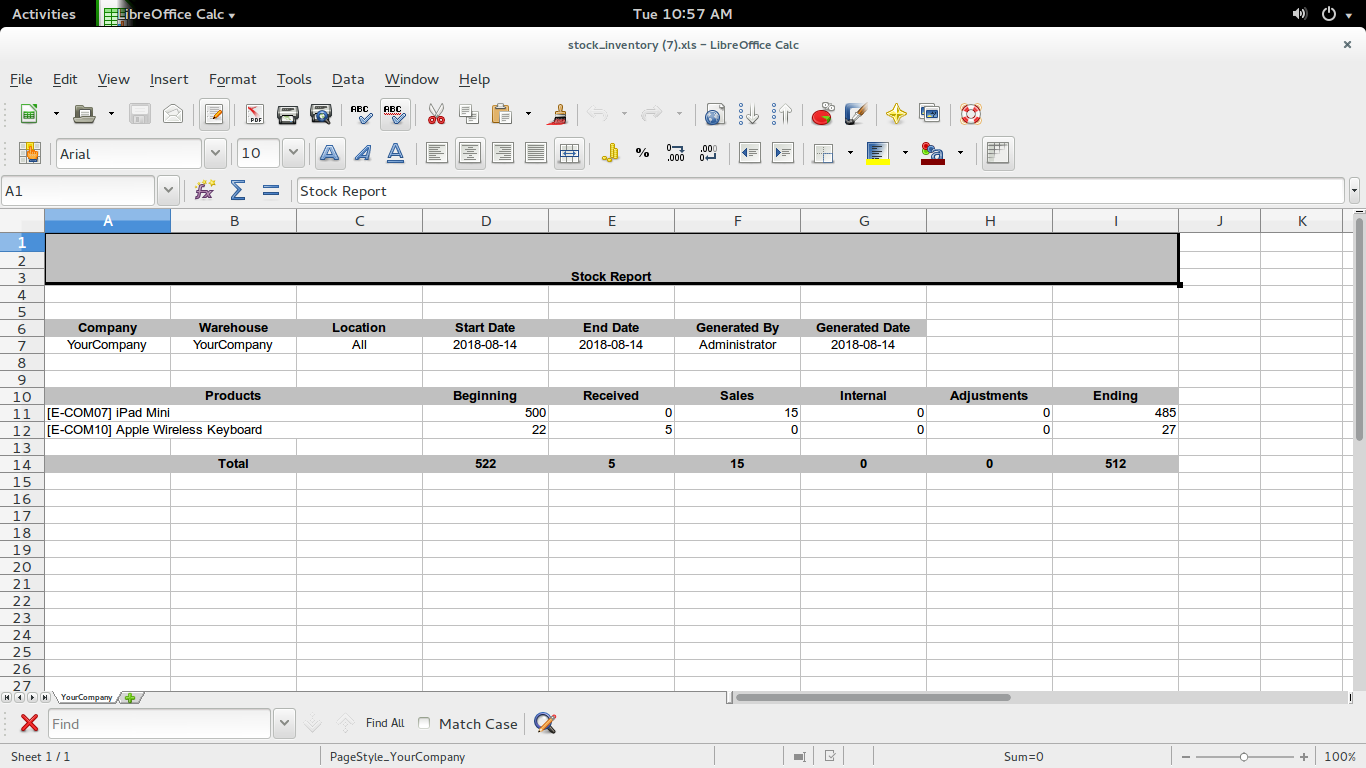 Activities LibreOffice Calc Tue 10:57 AM
stock_inventory (7).xls - LibreOffice Calc
File Edit View Insert Format Tools Data Window Help
PDF ABC ABC
Arial 10 A A A % .000 .000
A1 fx Σ = Stock Report
A B C D E F G H I J K
1
2
3 Stock Report
4
5
6 Company Warehouse Location Start Date End Date Generated By Generated Date
7 YourCompany YourCompany All 2018-08-14 2018-08-14 Administrator 2018-08-14
8
9
10 Products Beginning Received Sales Internal Adjustments Ending
11 [E-COM07] iPad Mini 500 0 15 0 0 485
12 [E-COM10] Apple Wireless Keyboard 22 5 0 0 0 27
13
14 Total 522 5 15 0 0 512
15
16
17
18
19
20
21
22
23
24
25
26
27
YourCompany
Find Find All Match Case
Sheet 1 / 1 PageStyle_YourCompany Sum=0 100%